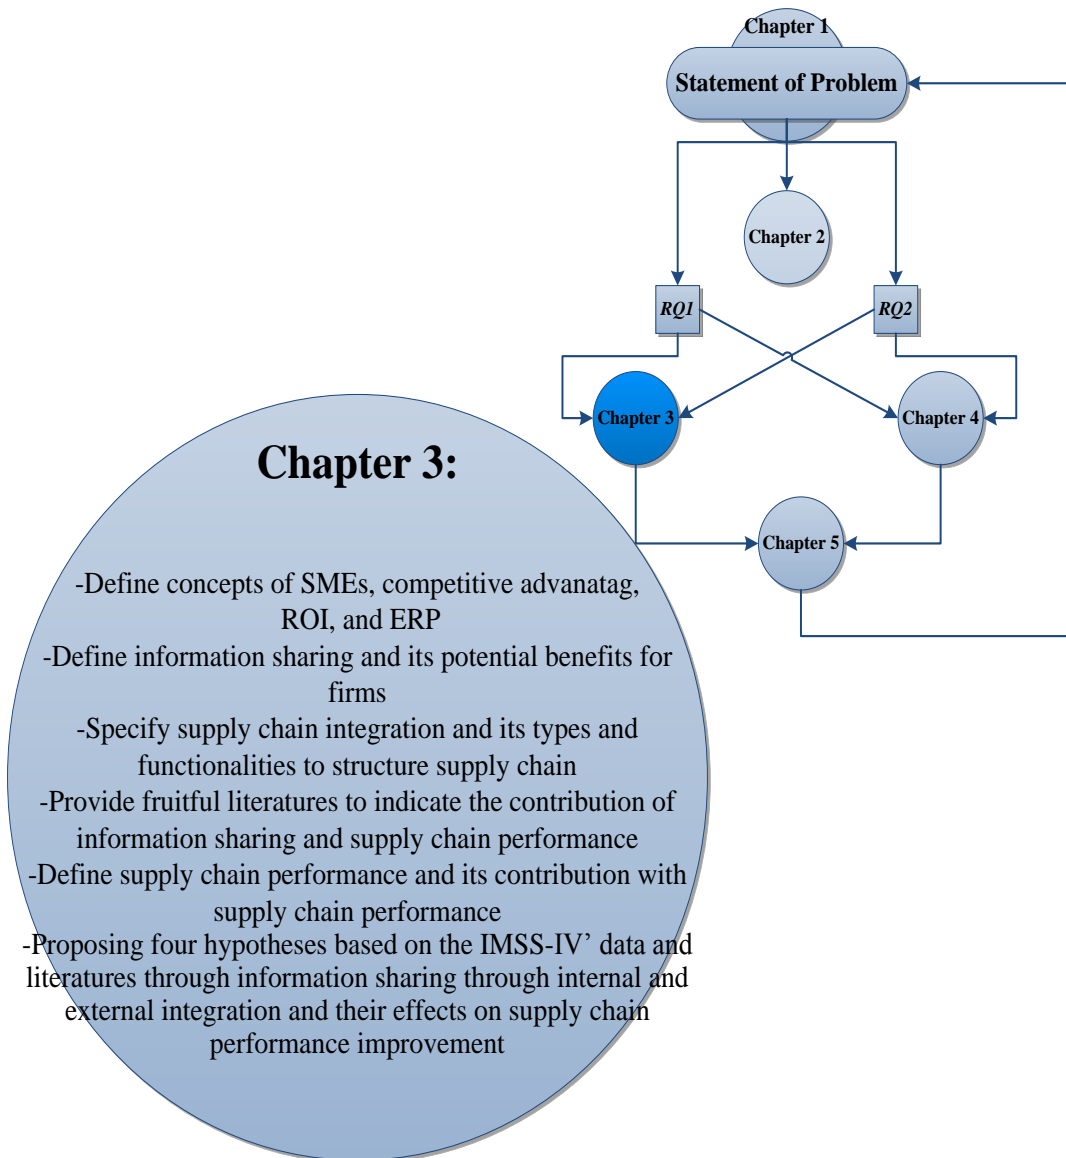 Chapter 1
Statement of Problem
Chapter 2
RQ1
RQ2
Chapter 3
Chapter 4
Chapter 5
Chapter 3:
-Define concepts of SMEs, competitive advanatag,
ROI, and ERP
-Define information sharing and its potential benefits for
firms
-Specify supply chain integration and its types and
functionalities to structure supply chain
-Provide fruitful literatures to indicate the contribution of
information sharing and supply chain performance
-Define supply chain performance and its contribution with
supply chain performance
-Proposing four hypotheses based on the IMSS-IV’ data and
literatures through information sharing through internal and
external integration and their effects on supply chain
performance improvement